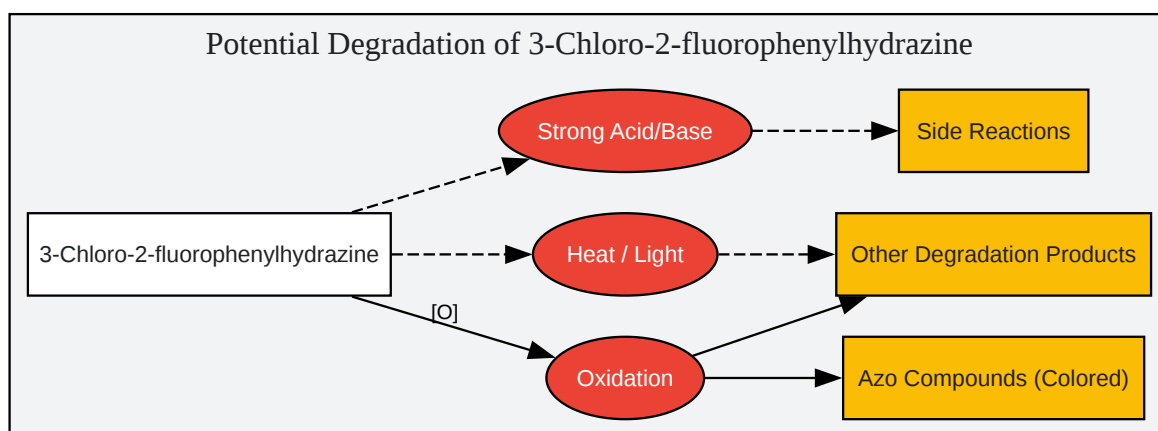 Potential Degradation of 3-Chloro-2-fluorophenylhydrazine
Strong Acid/Base
Side Reactions
3-Chloro-2-fluorophenylhydrazine
Heat / Light
Other Degradation Products
[O]
Oxidation
Azo Compounds (Colored)